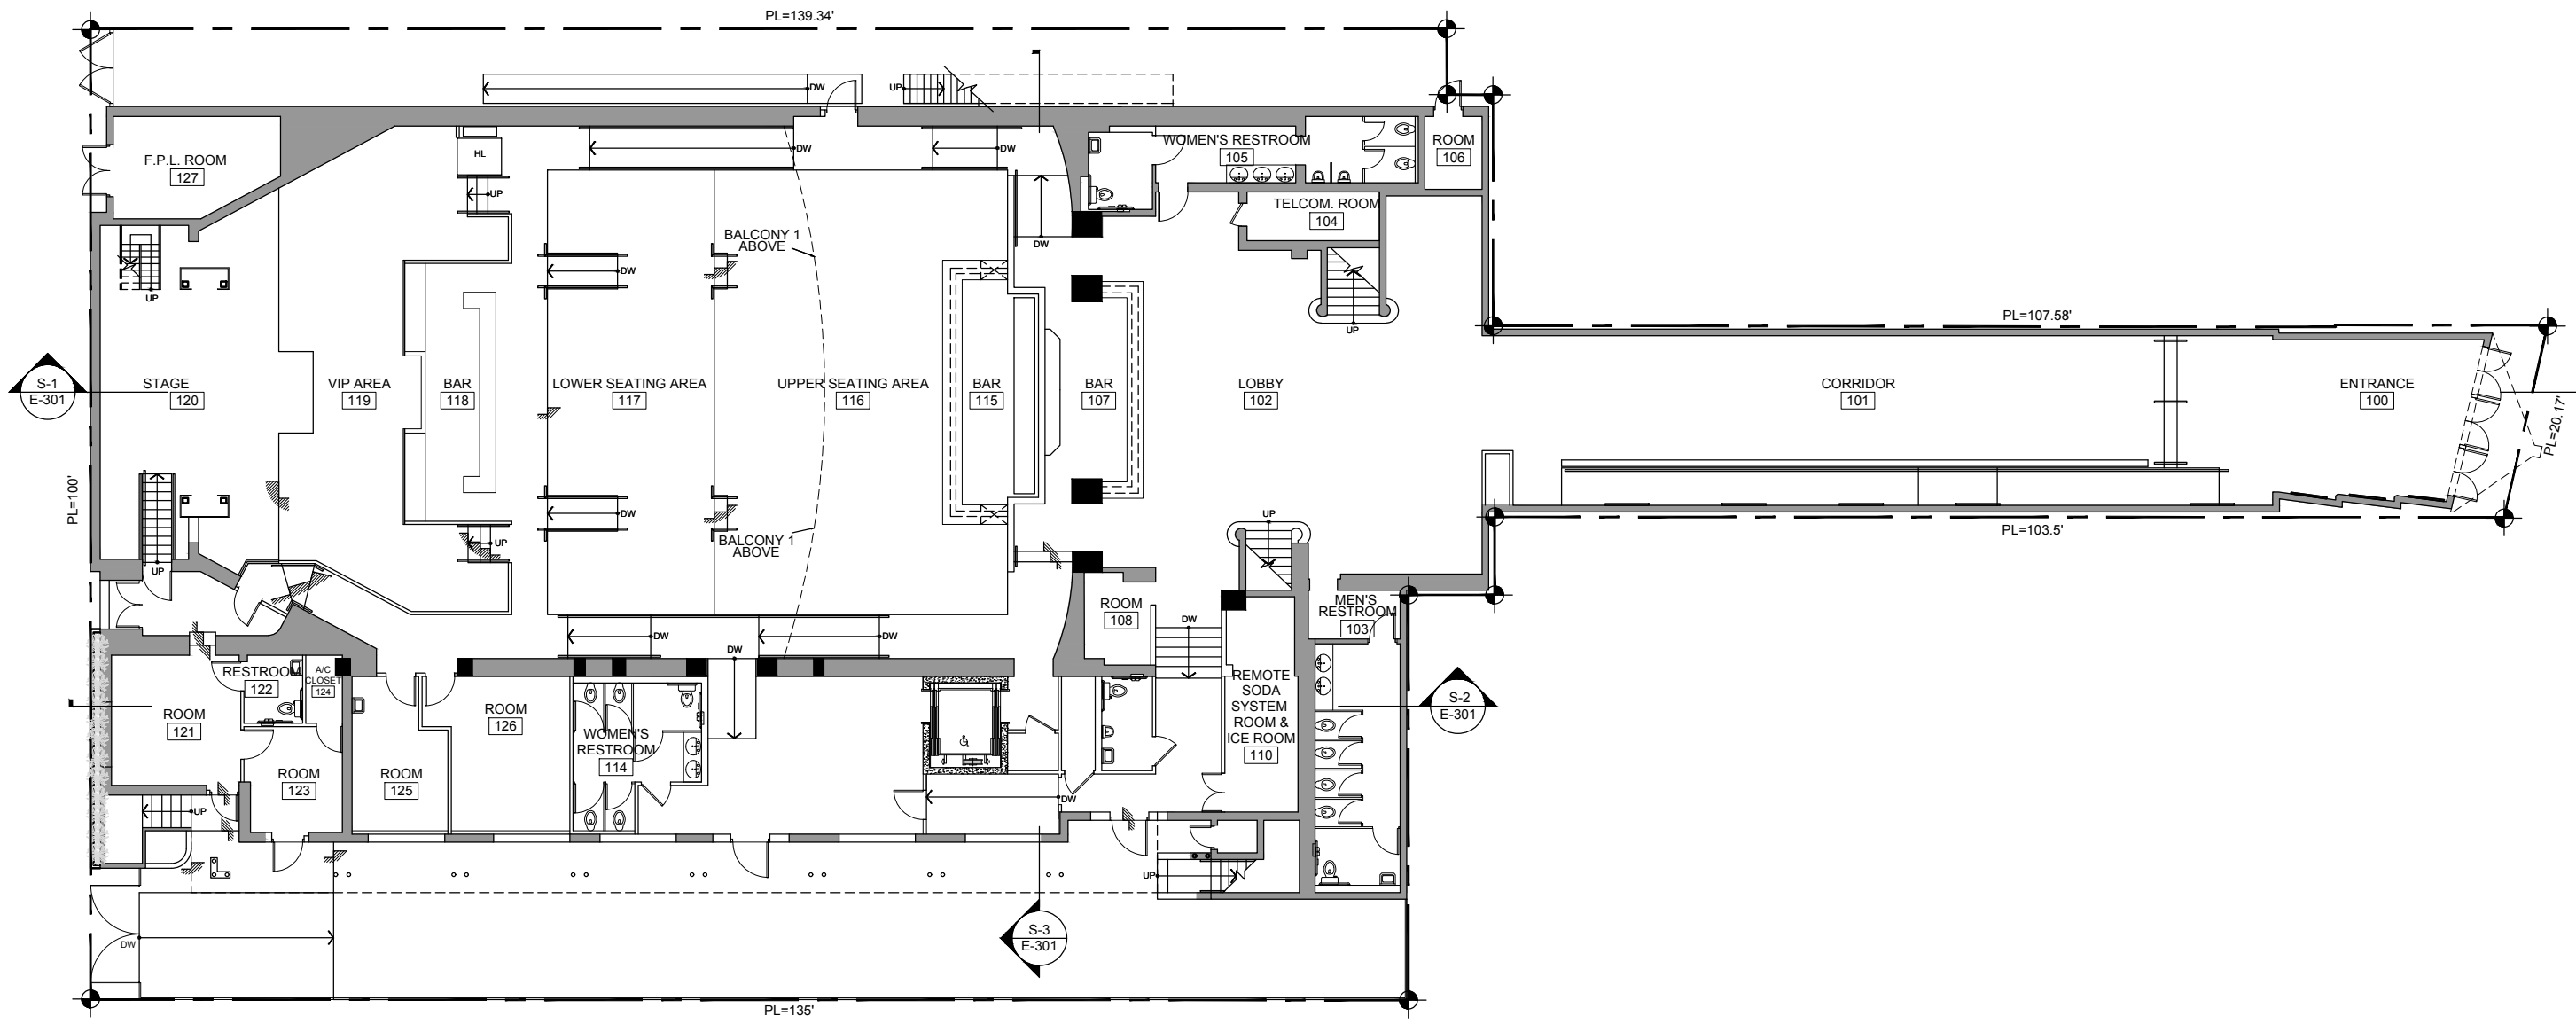 PL=139.34'
DW
UP
F.P.L. ROOM
127
HL
UP
DW
DW
WOMEN'S RESTROOM
105
ROOM
106
TELCOM. ROOM
104
BALCONY 1
ABOVE
DW
DW
UP
UP
PL=107.58'
S-1
E-301
STAGE
120
VIP AREA
119
BAR
118
LOWER SEATING AREA
117
UPPER SEATING AREA
116
BAR
115
BAR
107
LOBBY
102
CORRIDOR
101
ENTRANCE
100
PL=20.17'
PL=100'
DW
UP
BALCONY 1
ABOVE
UP
PL=103.5'
UP
ROOM
108
MEN'S
RESTROOM
103
DW
DW
DW
DW
RESTROOM
122
A/C
CLOSET
124
ROOM
121
ROOM
126
WOMEN'S
RESTROOM
114
REMOTE
SODA
SYSTEM
ROOM &
ICE ROOM
110
S-2
E-301
ROOM
123
ROOM
125
DW
UP
UP
DW
S-3
E-301
PL=135'